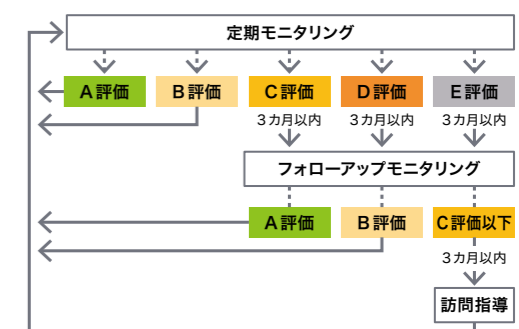 定期モニタリング
A評価 B評価 C評価 D評価 E評価
3カ月以内 3カ月以内 3カ月以内
フォローアップモニタリング
A評価 B評価 C評価以下
3カ月以内
訪問指導